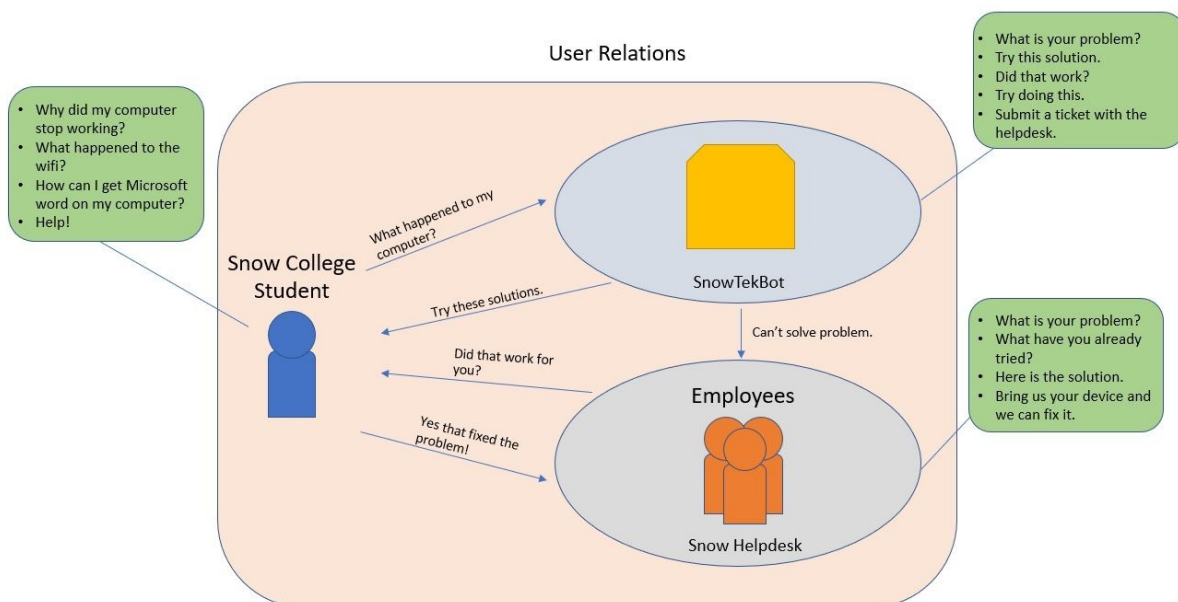 User Relations
• Why did my computer
stop working?
• What happened to the
wifi?
• How can I get Microsoft
word on my computer?
• Help!
• What is your problem?
• Try this solution.
• Did that work?
• Try doing this.
• Submit a ticket with the
helpdesk.
Snow College
Student
What happened to my
computer?
SnowTekBot
Try these solutions.
Can't solve problem.
Did that work for
you?
Yes that fixed the
problem!
Employees
Snow Helpdesk
• What is your problem?
• What have you already
tried?
• Here is the solution.
• Bring us your device and
we can fix it.